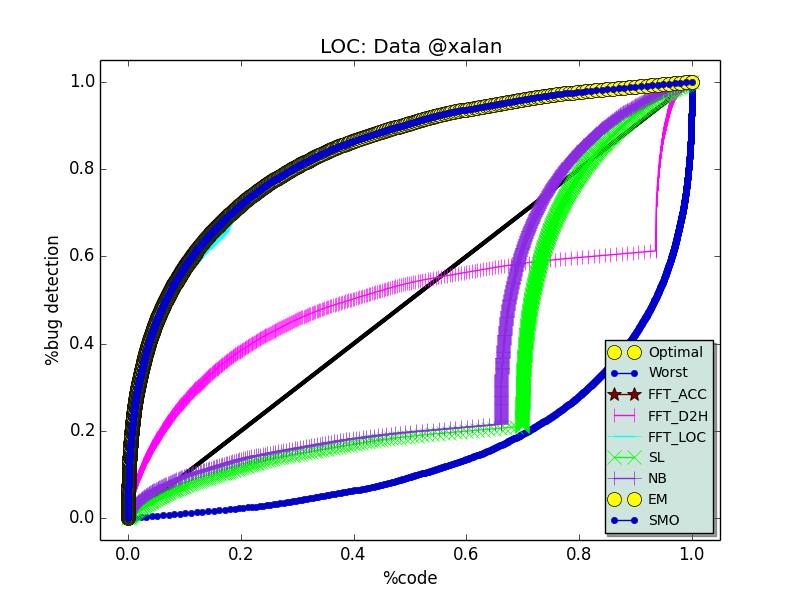 LOC: Data @xalan
1.0
0.8
0.6
0.4
0.2
0.0
%bug detection
0.0 0.2 0.4 0.6 0.8 1.0
%code
Optimal
Worst
FFT_ACC
FFT_D2H
FFT_LOC
SL
NB
EM
SMO